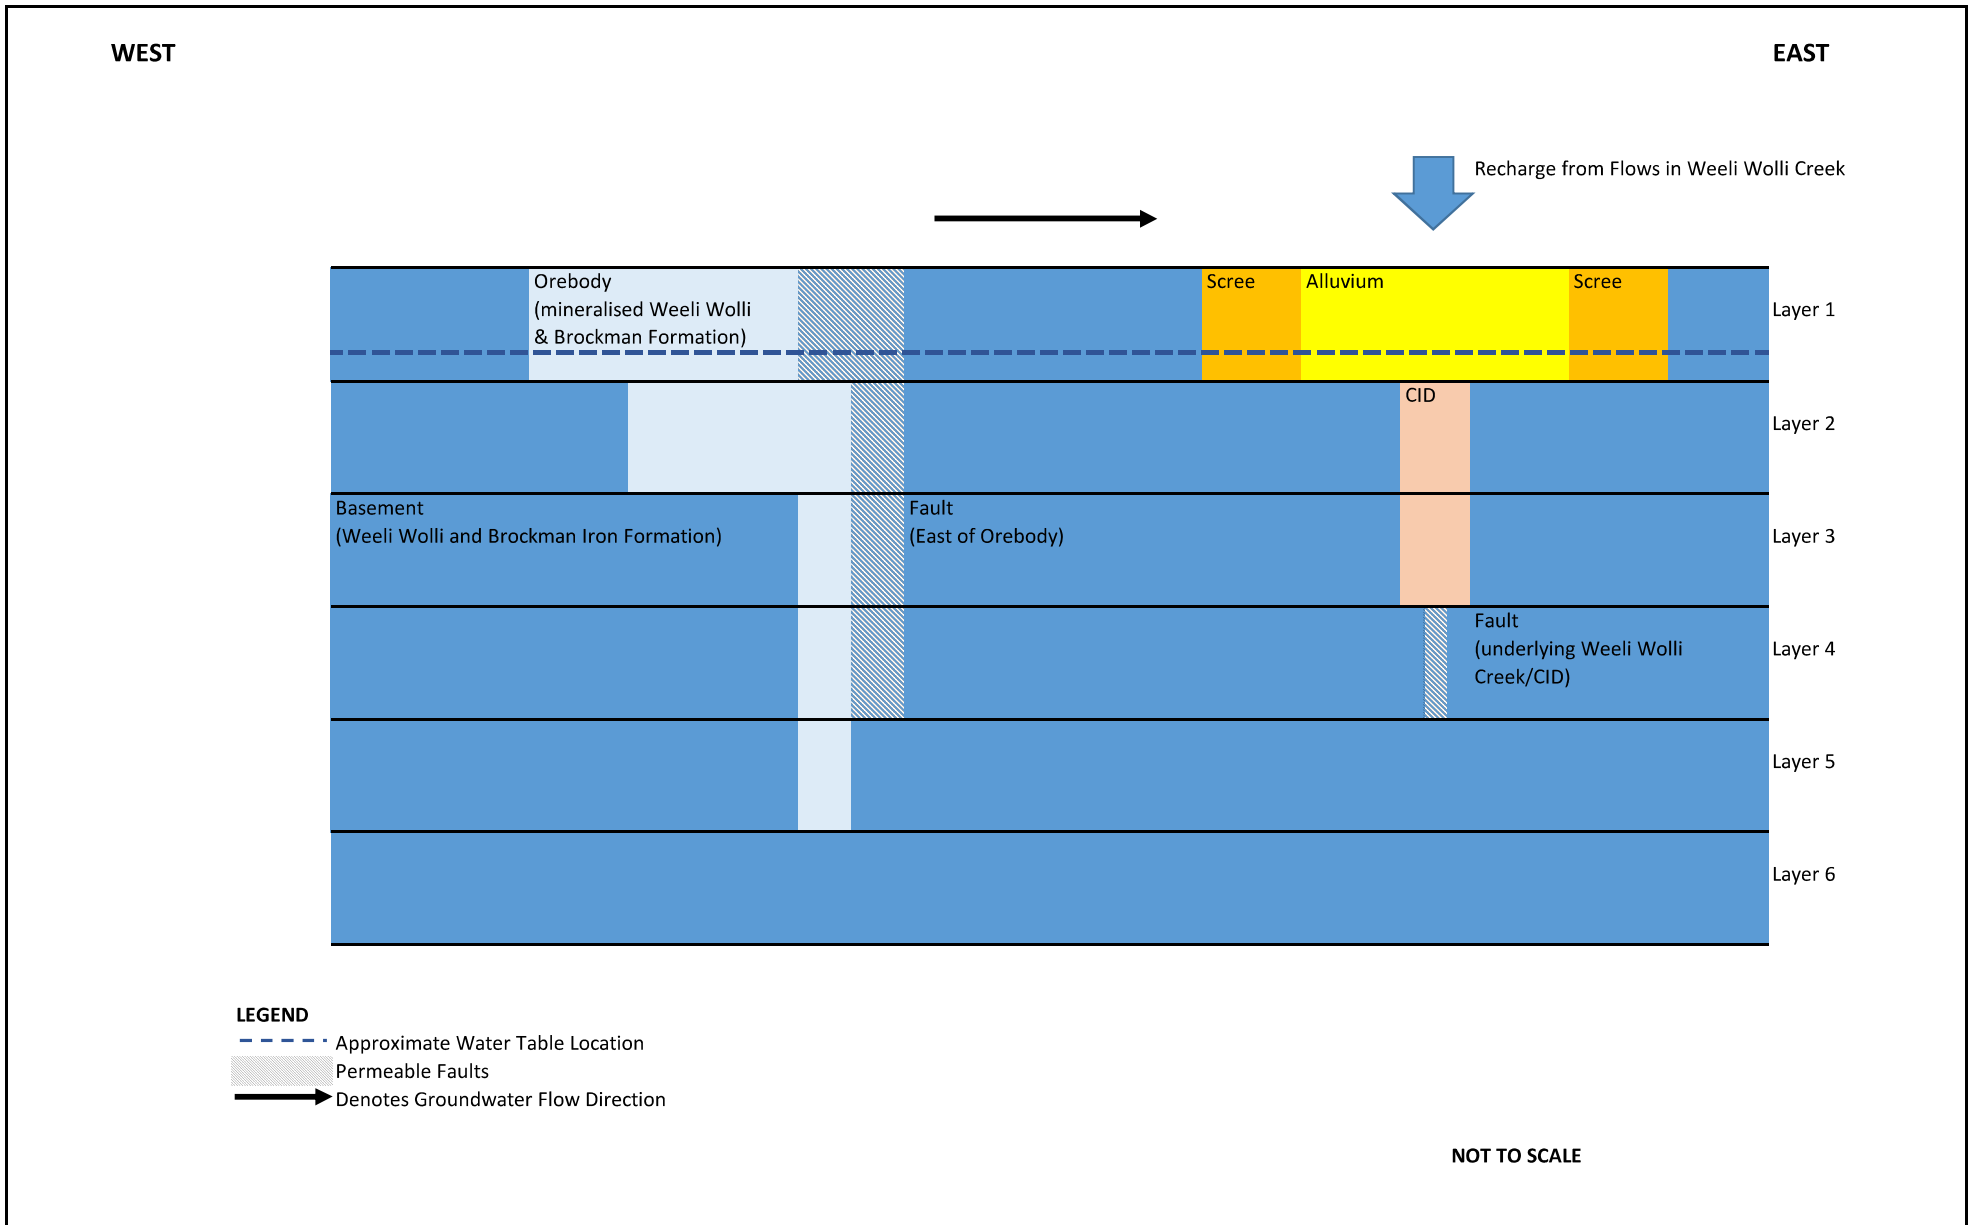 WEST
EAST
Recharge from Flows in Weeli Wolli Creek
Orebody
(mineralised Weeli Wolli
& Brockman Formation)
Scree
Alluvium
Scree
Layer 1
CID
Layer 2
Basement
(Weeli Wolli and Brockman Iron Formation)
Fault
(East of Orebody)
Layer 3
Fault
(underlying Weeli Wolli
Creek/CID)
Layer 4
Layer 5
Layer 6
LEGEND
Approximate Water Table Location
Permeable Faults
Denotes Groundwater Flow Direction
NOT TO SCALE